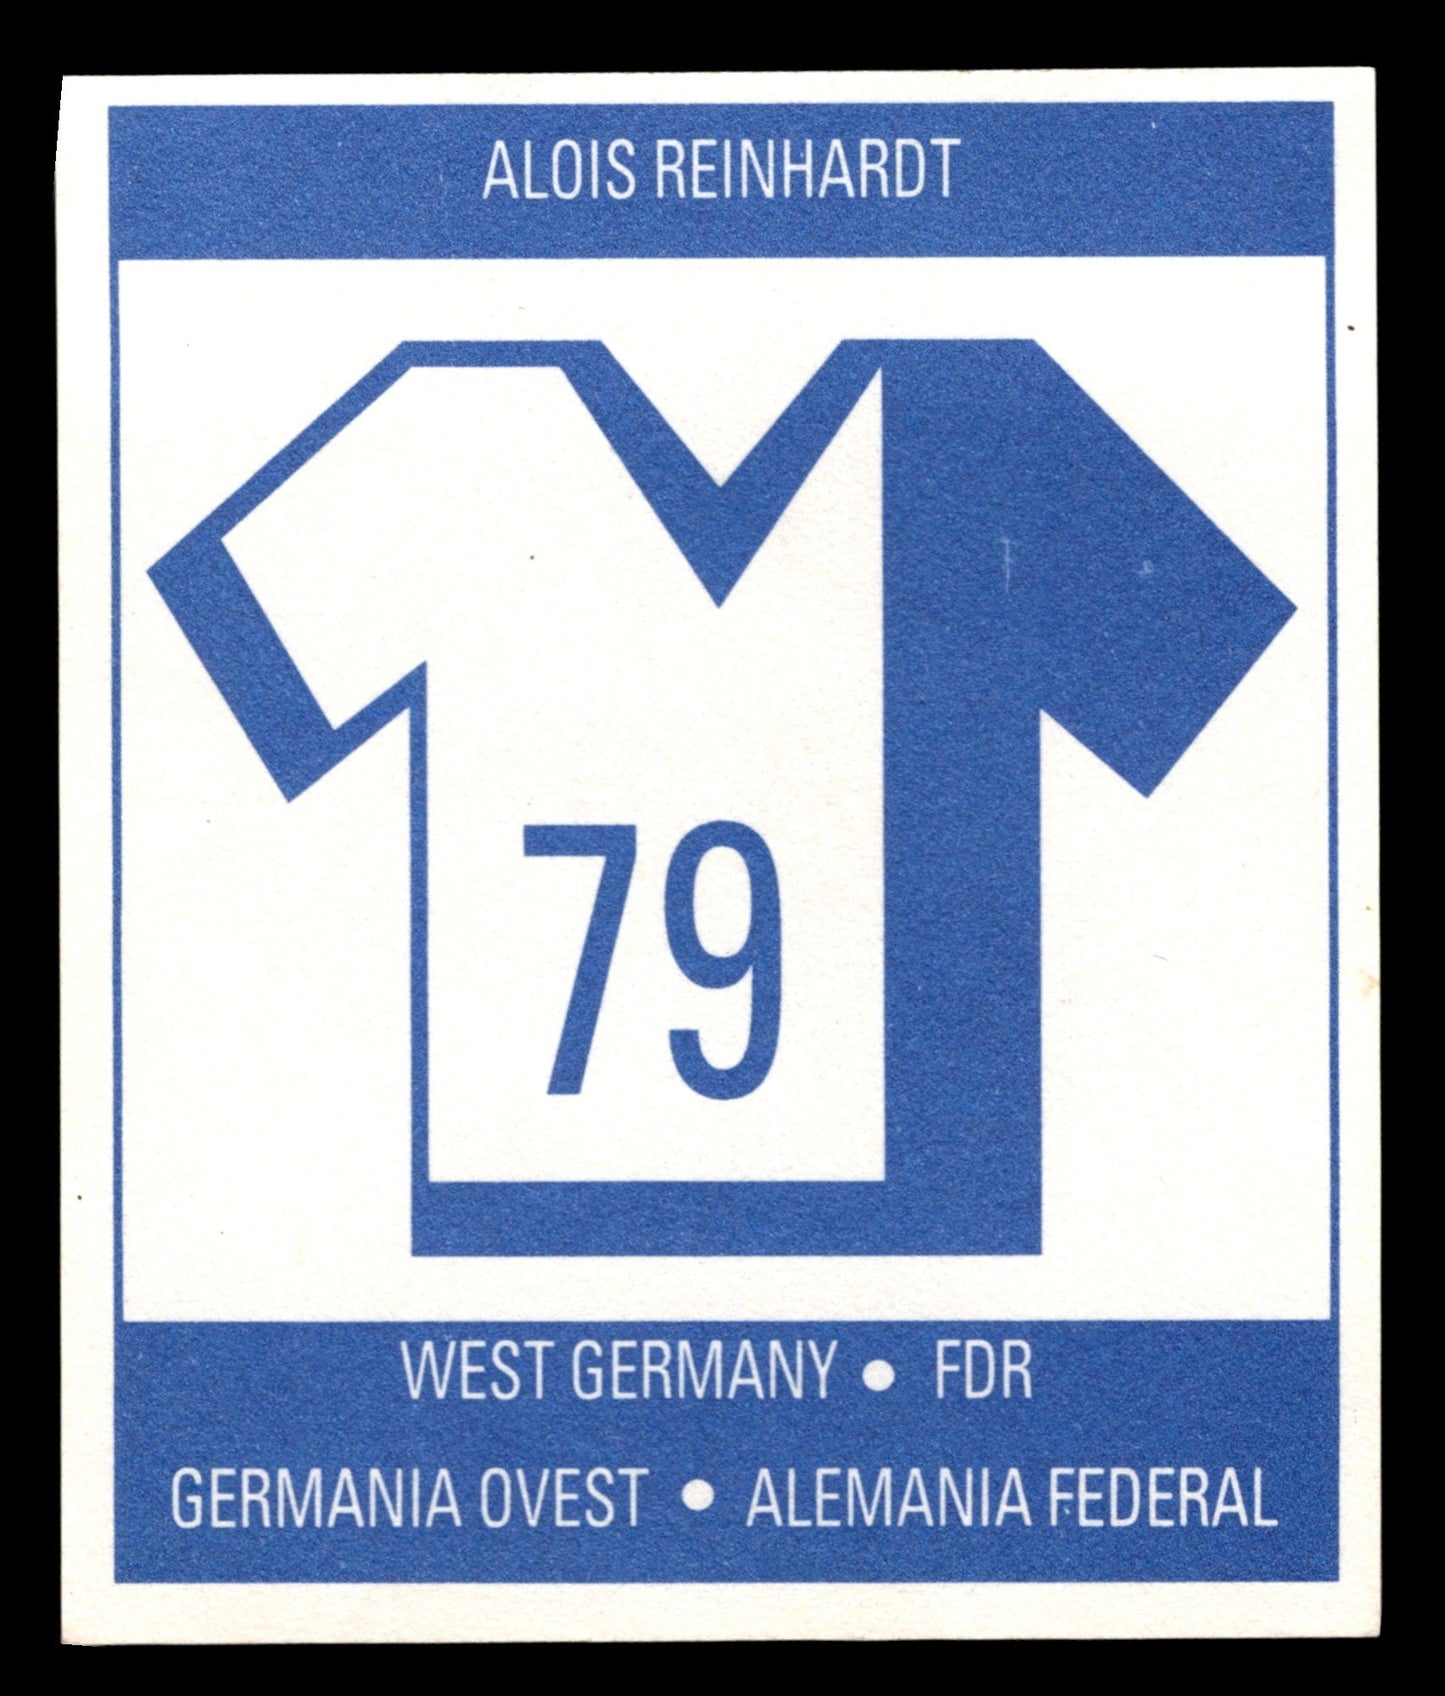 ALOIS REINHARDT
79
WEST GERMANY • FDR
GERMANIA OVEST • ALEMANIA FEDERAL